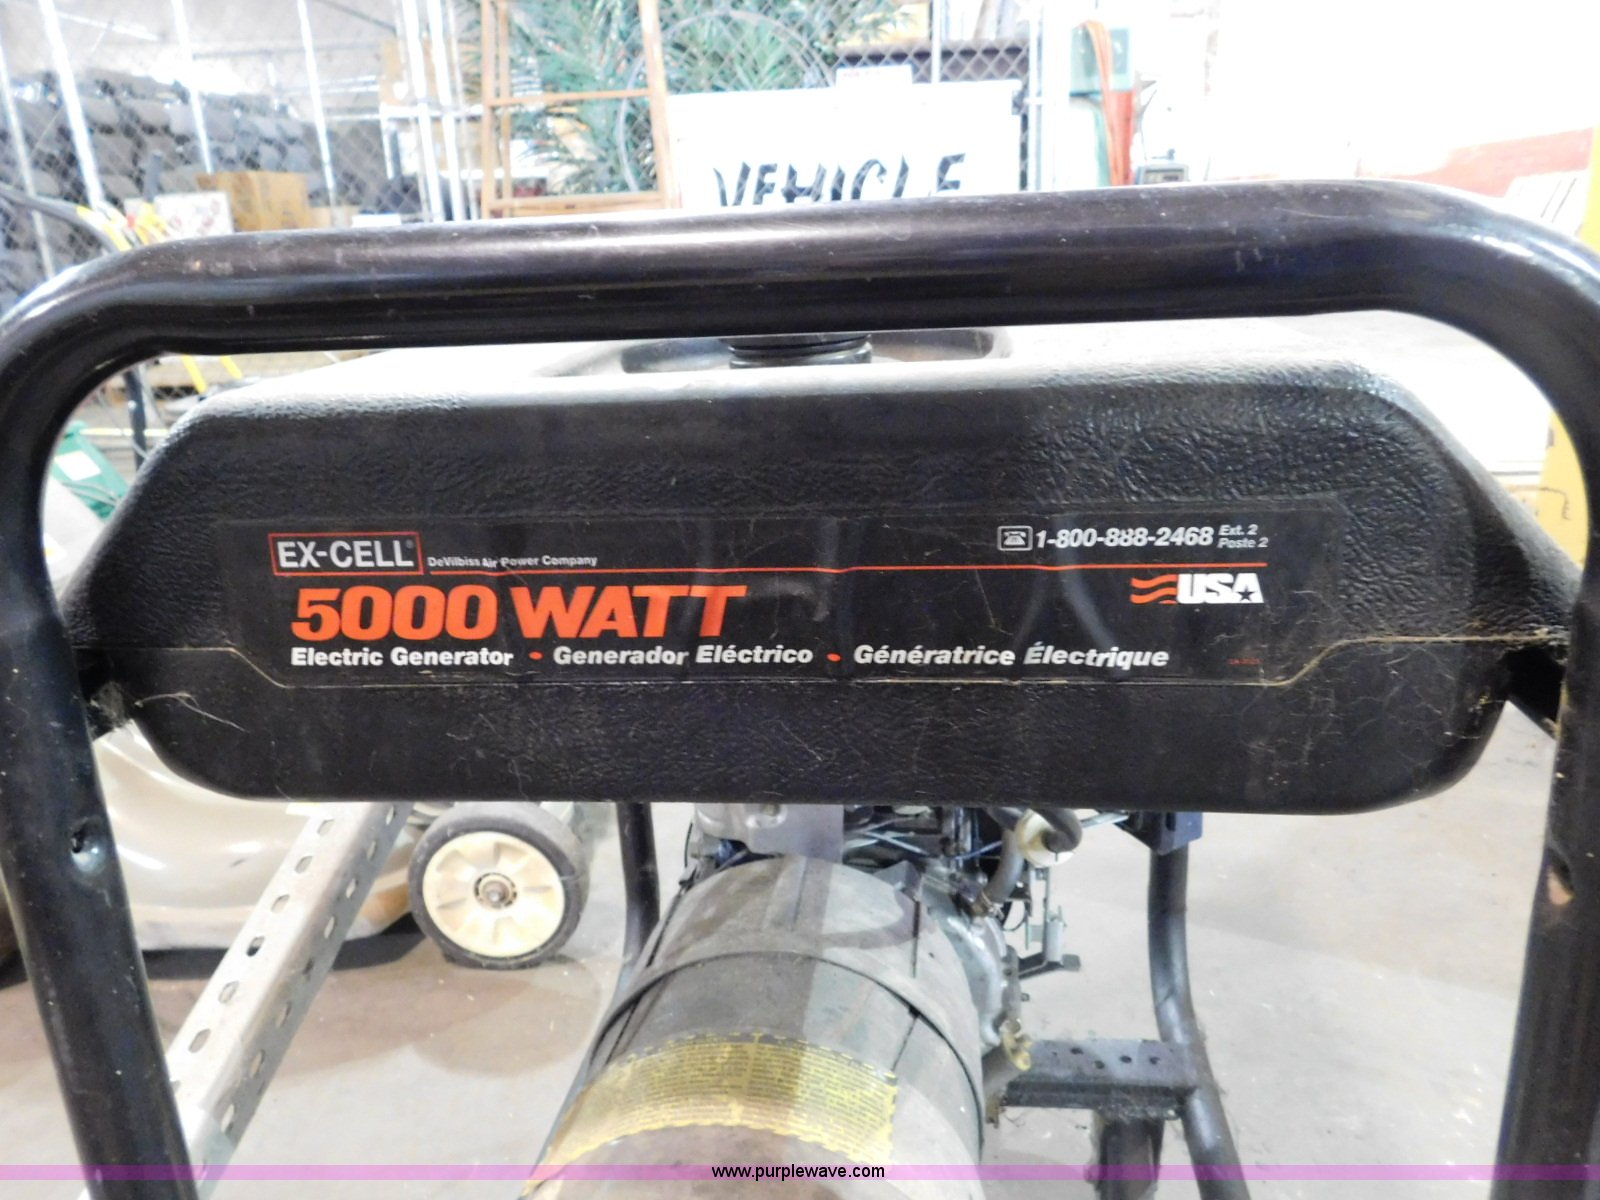 VEHICLE
EX-CELL®
DeVilbiss Air Power Company
1-800-888-2468 Ext. 2
Poste 2
5000 WATT
USA
Electric Generator • Generador Eléctrico • Génératrice Électrique
www.purplewave.com